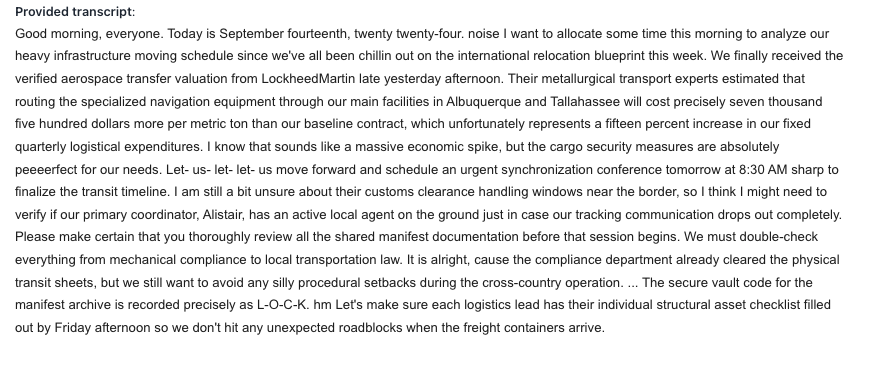 Provided transcript:
Good morning, everyone. Today is September fourteenth, twenty twenty-four. noise I want to allocate some time this morning to analyze our
heavy infrastructure moving schedule since we've all been chillin out on the international relocation blueprint this week. We finally received the
verified aerospace transfer valuation from LockheedMartin late yesterday afternoon. Their metallurgical transport experts estimated that
routing the specialized navigation equipment through our main facilities in Albuquerque and Tallahassee will cost precisely seven thousand
five hundred dollars more per metric ton than our baseline contract, which unfortunately represents a fifteen percent increase in our fixed
quarterly logistical expenditures. I know that sounds like a massive economic spike, but the cargo security measures are absolutely
peeeerfect for our needs. Let- us- let- let- us move forward and schedule an urgent synchronization conference tomorrow at 8:30 AM sharp to
finalize the transit timeline. I am still a bit unsure about their customs clearance handling windows near the border, so I think I might need to
verify if our primary coordinator, Alistair, has an active local agent on the ground just in case our tracking communication drops out completely.
Please make certain that you thoroughly review all the shared manifest documentation before that session begins. We must double-check
everything from mechanical compliance to local transportation law. It is alright, cause the compliance department already cleared the physical
transit sheets, but we still want to avoid any silly procedural setbacks during the cross-country operation. ... The secure vault code for the
manifest archive is recorded precisely as L-O-C-K. hm Let's make sure each logistics lead has their individual structural asset checklist filled
out by Friday afternoon so we don't hit any unexpected roadblocks when the freight containers arrive.